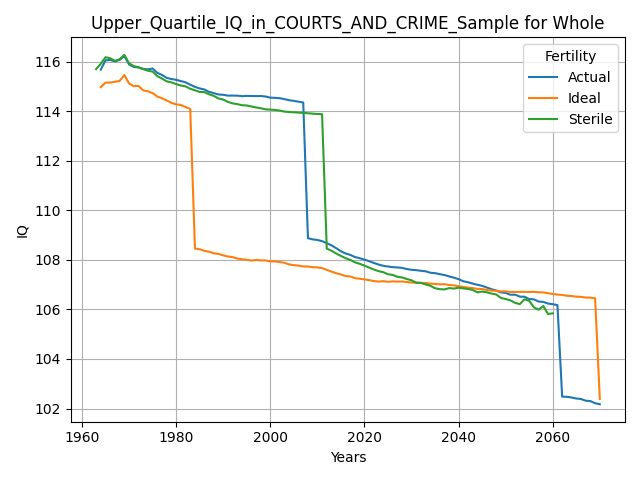 Upper_Quartile_IQ_in_COURTS_AND_CRIME_Sample for Whole
Fertility
Actual
Ideal
Sterile
IQ
116
114
112
110
108
106
104
102
1960
1980
2000
2020
2040
2060
Years